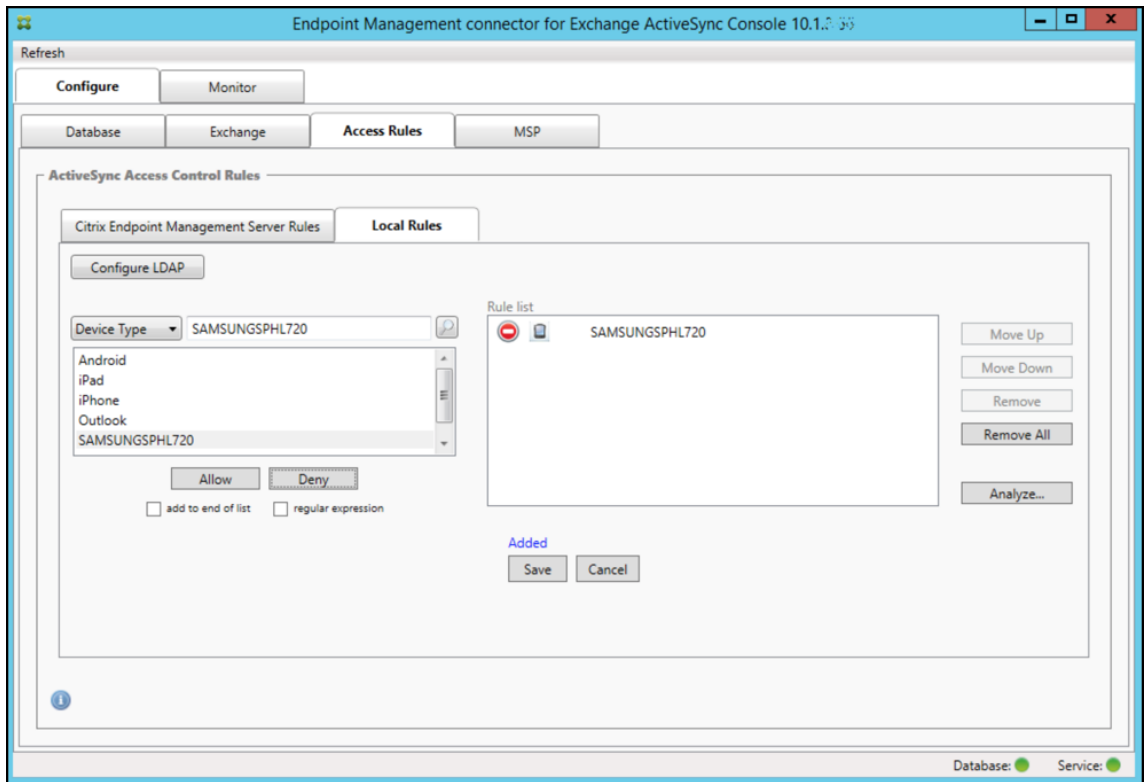 Endpoint Management connector for Exchange ActiveSync Console
Refresh
Configure Monitor
Database Exchange Access Rules MSP
ActiveSync Access Control Rules
Citrix Endpoint Management Server Rules Local Rules
Configure LDAP
Rule list
Device Type SAMSUNGSPHL720
SAMSUNGSPHL720
Move Up
Android
iPad
Move Down
iPhone
Remove
Outlook
SAMSUNGSPHL720
Remove All
Allow Deny
Analyze...
add to end of list regular expression
Added
Save Cancel
Database: Service: